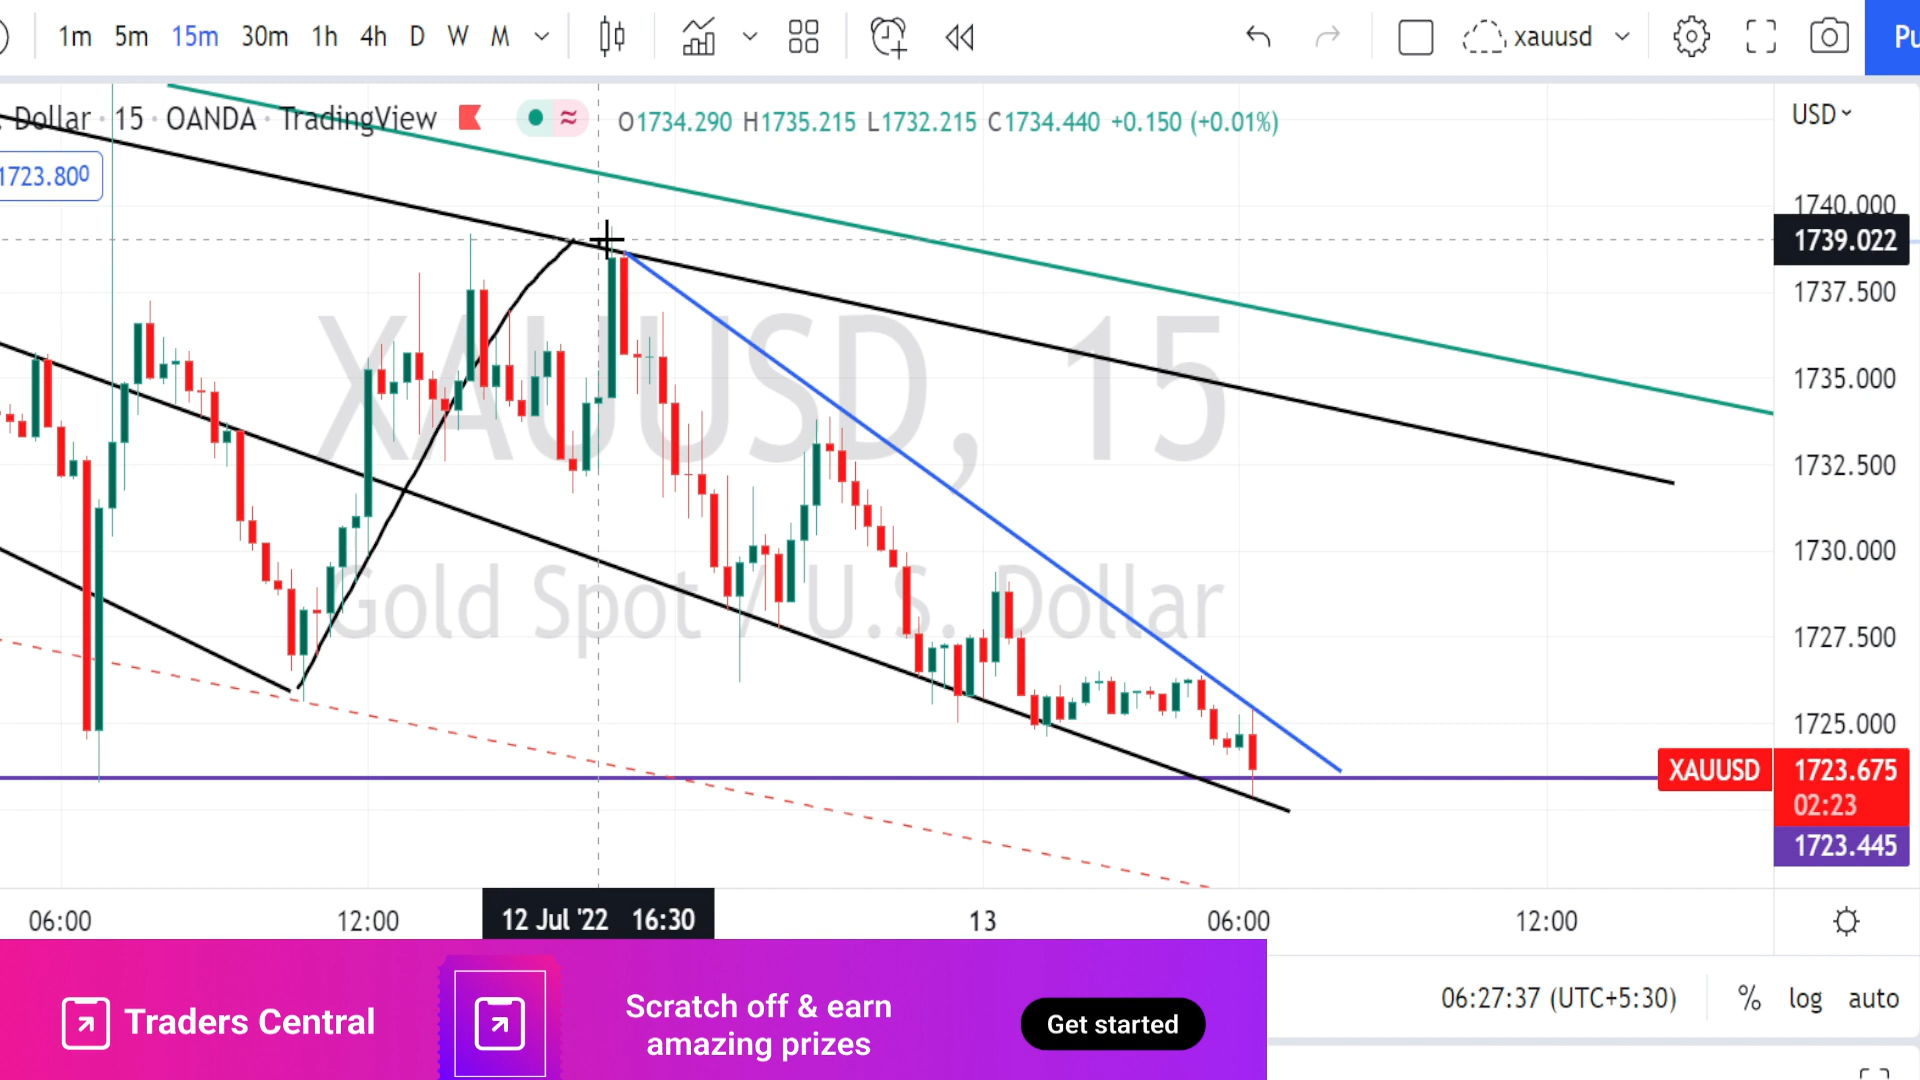 1m 5m 15m 30m 1h 4h D W M xauusd Pu
. Dollar · 15 · OANDA · TradingView O1734.290 H1735.215 L1732.215 C1734.440 +0.150 (+0.01%) USD
1723.800
1740.000
1739.022
1737.500
1735.000
1732.500
1730.000
1727.500
1725.000
XAUUSD 1723.675
02:23
1723.445
XAUUSD, 15
Gold Spot / U.S. Dollar
06:00 12:00 12 Jul '22 16:30 13 06:00 12:00
06:27:37 (UTC+5:30) % log auto
Traders Central
Scratch off & earn
amazing prizes
Get started